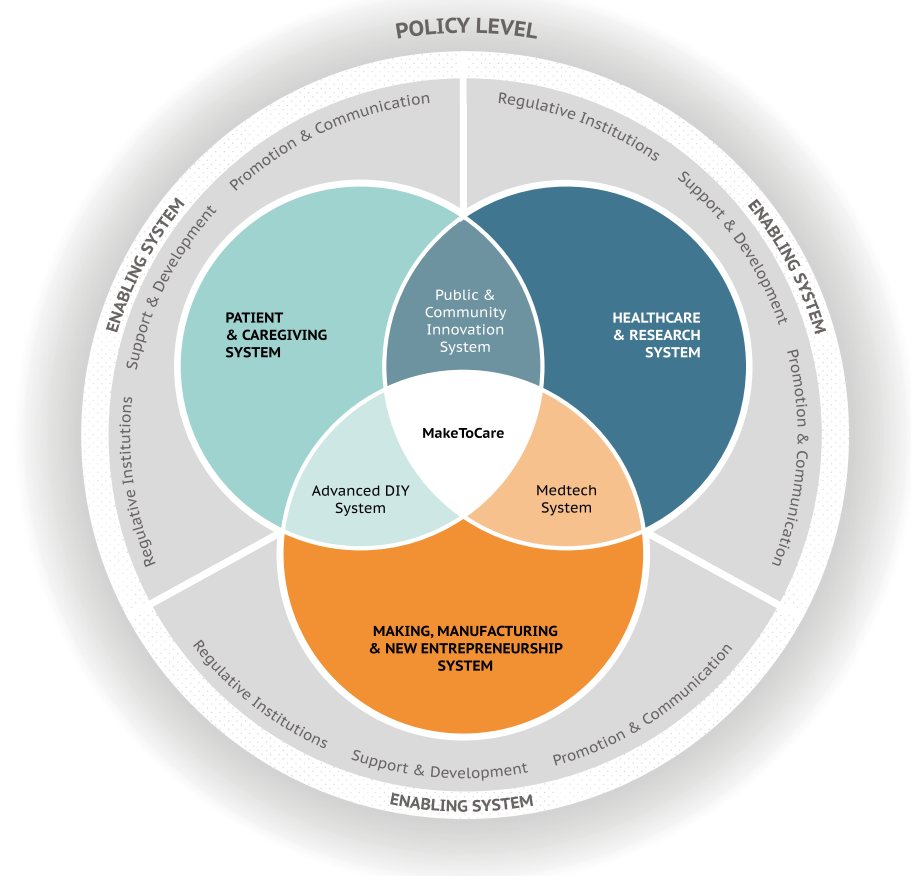 POLICY LEVEL
ENABLING SYSTEM
Regulative Institutions
Support & Development
Promotion & Communication
ENABLING SYSTEM
Regulative Institutions
Support & Development
Promotion & Communication
PATIENT
& CAREGIVING
SYSTEM
Public &
Community
Innovation
System
HEALTHCARE
& RESEARCH
SYSTEM
MakeToCare
Advanced DIY
System
Medtech
System
MAKING, MANUFACTURING
& NEW ENTREPRENEURSHIP
SYSTEM
Regulative Institutions
Support & Development
Promotion & Communication
ENABLING SYSTEM